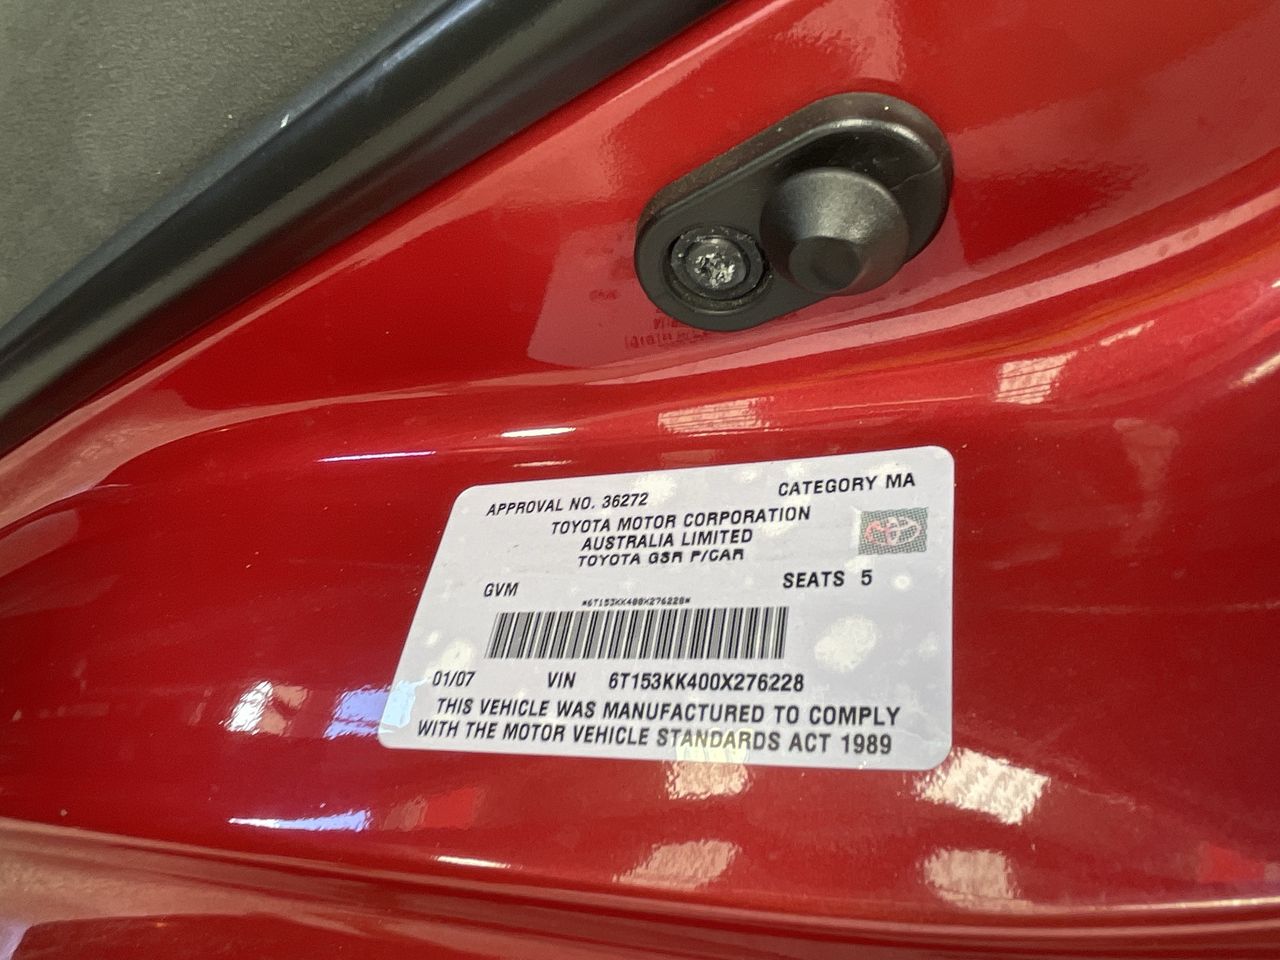 APPROVAL NO. 36272 CATEGORY MA
TOYOTA MOTOR CORPORATION
AUSTRALIA LIMITED
TOYOTA GSR P/CAR
GVM SEATS 5
*6T153KK400X276228*
01/07 VIN 6T153KK400X276228
THIS VEHICLE WAS MANUFACTURED TO COMPLY
WITH THE MOTOR VEHICLE STANDARDS ACT 1989